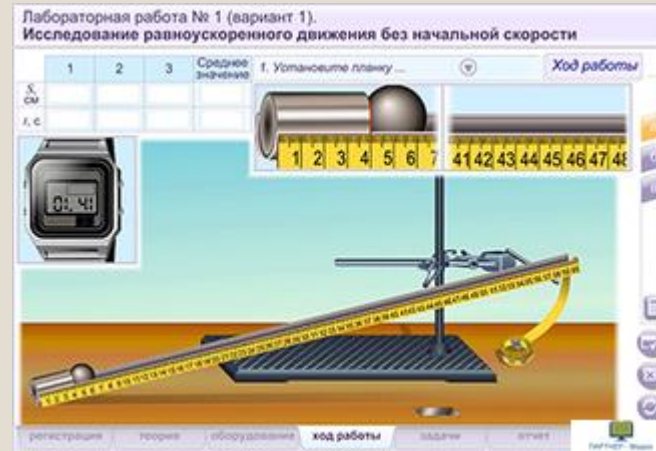 Лабораторная работа № 1 (вариант 1).
Исследование равноускоренного движения без начальной скорости
1 2 3 Среднее значение
1. Установите планку ...
Ход работы
S, см
t, с
1 2 3 4 5 6 7
41 42 43 44 45 46 47 48
01.41
регистрация теория оборудование ход работы задачи отчет